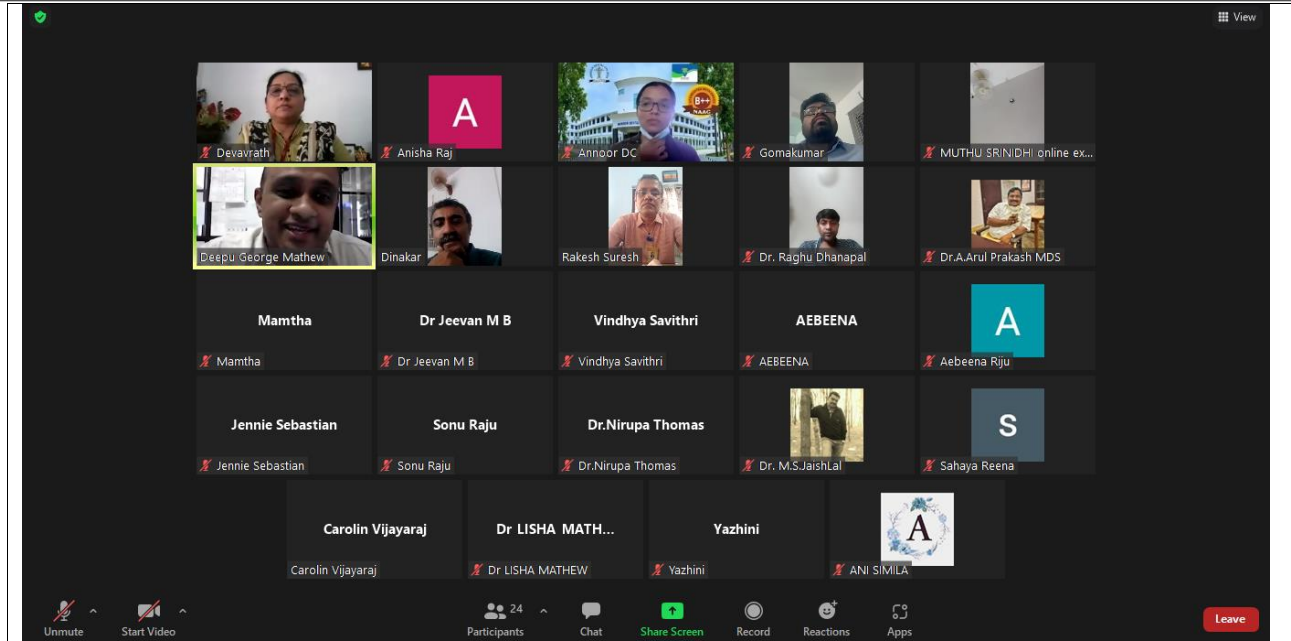 View
B++
NAAC
Devavrath
A
Anisha Raj
Annoor DC
Gomakumar
MUTHU SRINIDHI online ex...
Deepu George Mathew
Dinakar
Rakesh Suresh
Dr. Raghu Dhanapal
Dr.A.Arul Prakash MDS
Mamtha
Mamtha
Dr Jeevan M B
Dr Jeevan M B
Vindhya Savithri
Vindhya Savithri
AEBEENA
AEBEENA
A
Aebeena Riju
Jennie Sebastian
Jennie Sebastian
Sonu Raju
Sonu Raju
Dr.Nirupa Thomas
Dr.Nirupa Thomas
Dr. M.S.JaishLal
S
Sahaya Reena
Carolin Vijayaraj
Carolin Vijayaraj
Dr LISHA MATH...
Dr LISHA MATHEW
Yazhini
Yazhini
A
ANI SIMILA
Unmute
Start Video
24
Participants
Chat
Share Screen
Record
Reactions
Apps
Leave